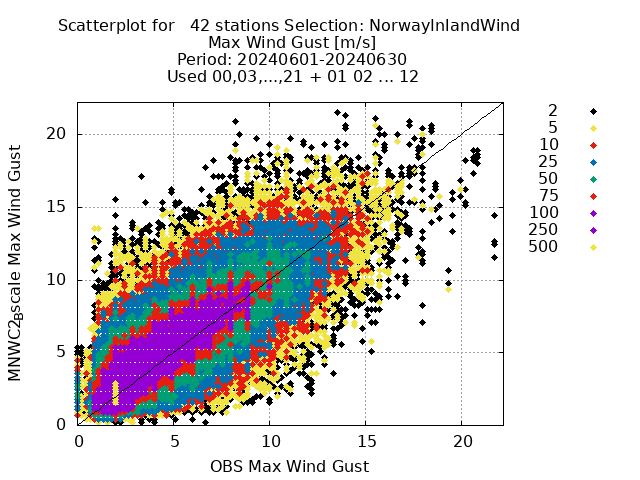 Scatterplot for   42 stations Selection: NorwayInlandWind
Max Wind Gust [m/s]
Period: 20240601-20240630
Used 00,03,...,21 + 01 02 ... 12
2
5
10
25
50
75
100
250
500
MNWC2.5scale Max Wind Gust
20
15
10
5
0
0 5 10 15 20
OBS Max Wind Gust